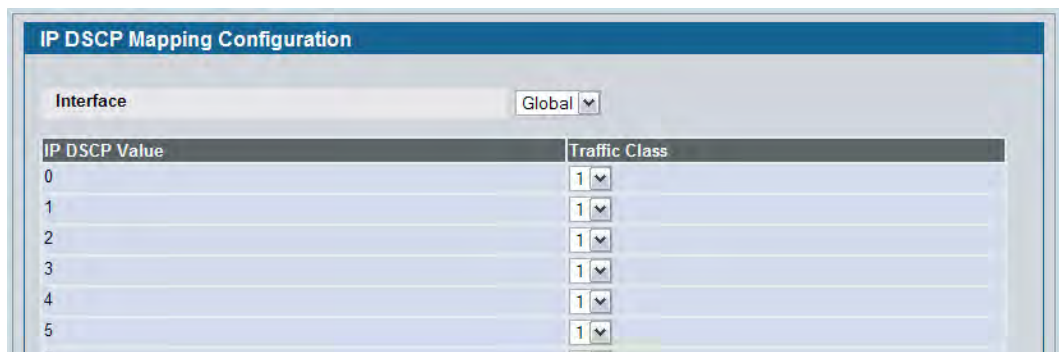 IP DSCP Mapping Configuration
Interface Global
IP DSCP Value Traffic Class
0 1
1 1
2 1
3 1
4 1
5 1